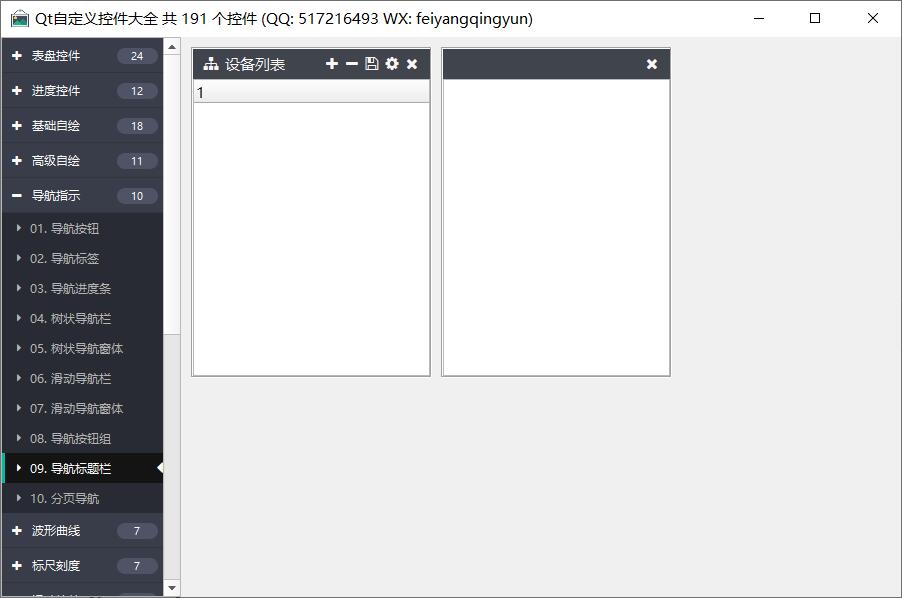 Qt自定义控件大全 共 191 个控件 (QQ: 517216493 WX: feiyangqingyun)
表盘控件 24
进度控件 12
基础自绘 18
高级自绘 11
导航指示 10
01. 导航按钮
02. 导航标签
03. 导航进度条
04. 树状导航栏
05. 树状导航窗体
06. 滑动导航栏
07. 滑动导航窗体
08. 导航按钮组
09. 导航标题栏
10. 分页导航
波形曲线 7
标尺刻度 7
设备列表
1